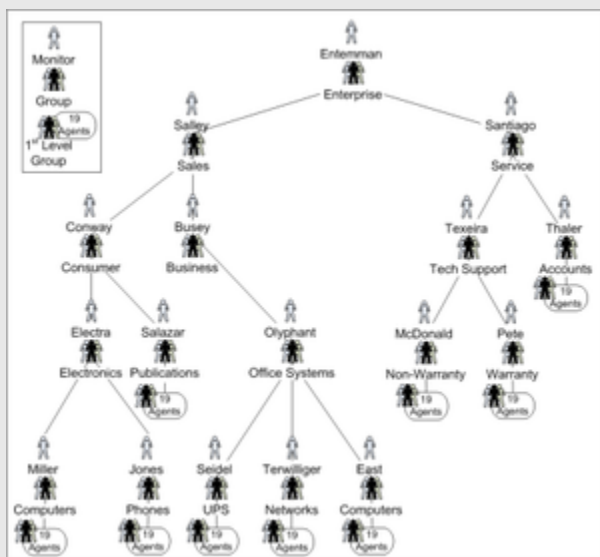 Monitor
Group
19 Agents
1st Level
Group
Entemman
Enterprise
Salley
Sales
Santiago
Service
Conway
Consumer
Busey
Business
Texeira
Tech Support
Thaler
Accounts
19 Agents
Electra
Electronics
Salazar
Publications
19 Agents
Olyphant
Office Systems
McDonald
Non-Warranty
19 Agents
Pete
Warranty
19 Agents
Miller
Computers
19 Agents
Jones
Phones
19 Agents
Seidel
UPS
19 Agents
Terwilliger
Networks
19 Agents
East
Computers
19 Agents